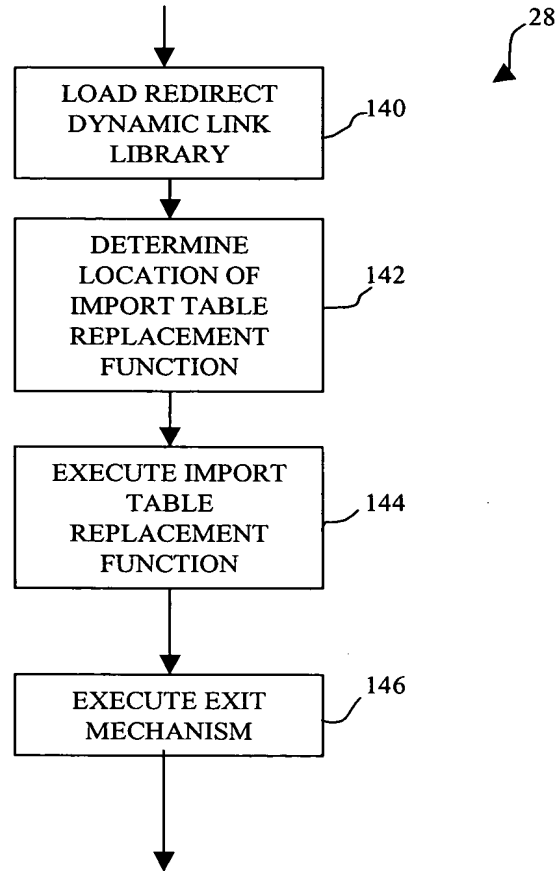 28
LOAD REDIRECT
DYNAMIC LINK
LIBRARY
140
DETERMINE
LOCATION OF
IMPORT TABLE
REPLACEMENT
FUNCTION
142
EXECUTE IMPORT
TABLE
REPLACEMENT
FUNCTION
144
EXECUTE EXIT
MECHANISM
146